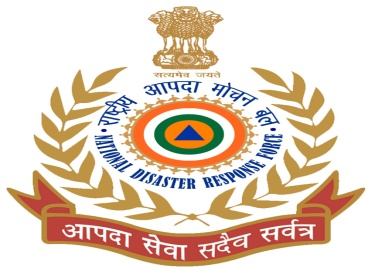 सत्यमेव जयते
राष्ट्रीय आपदा मोचन बल
NATIONAL DISASTER RESPONSE FORCE
आपदा सेवा सदैव सर्वत्र